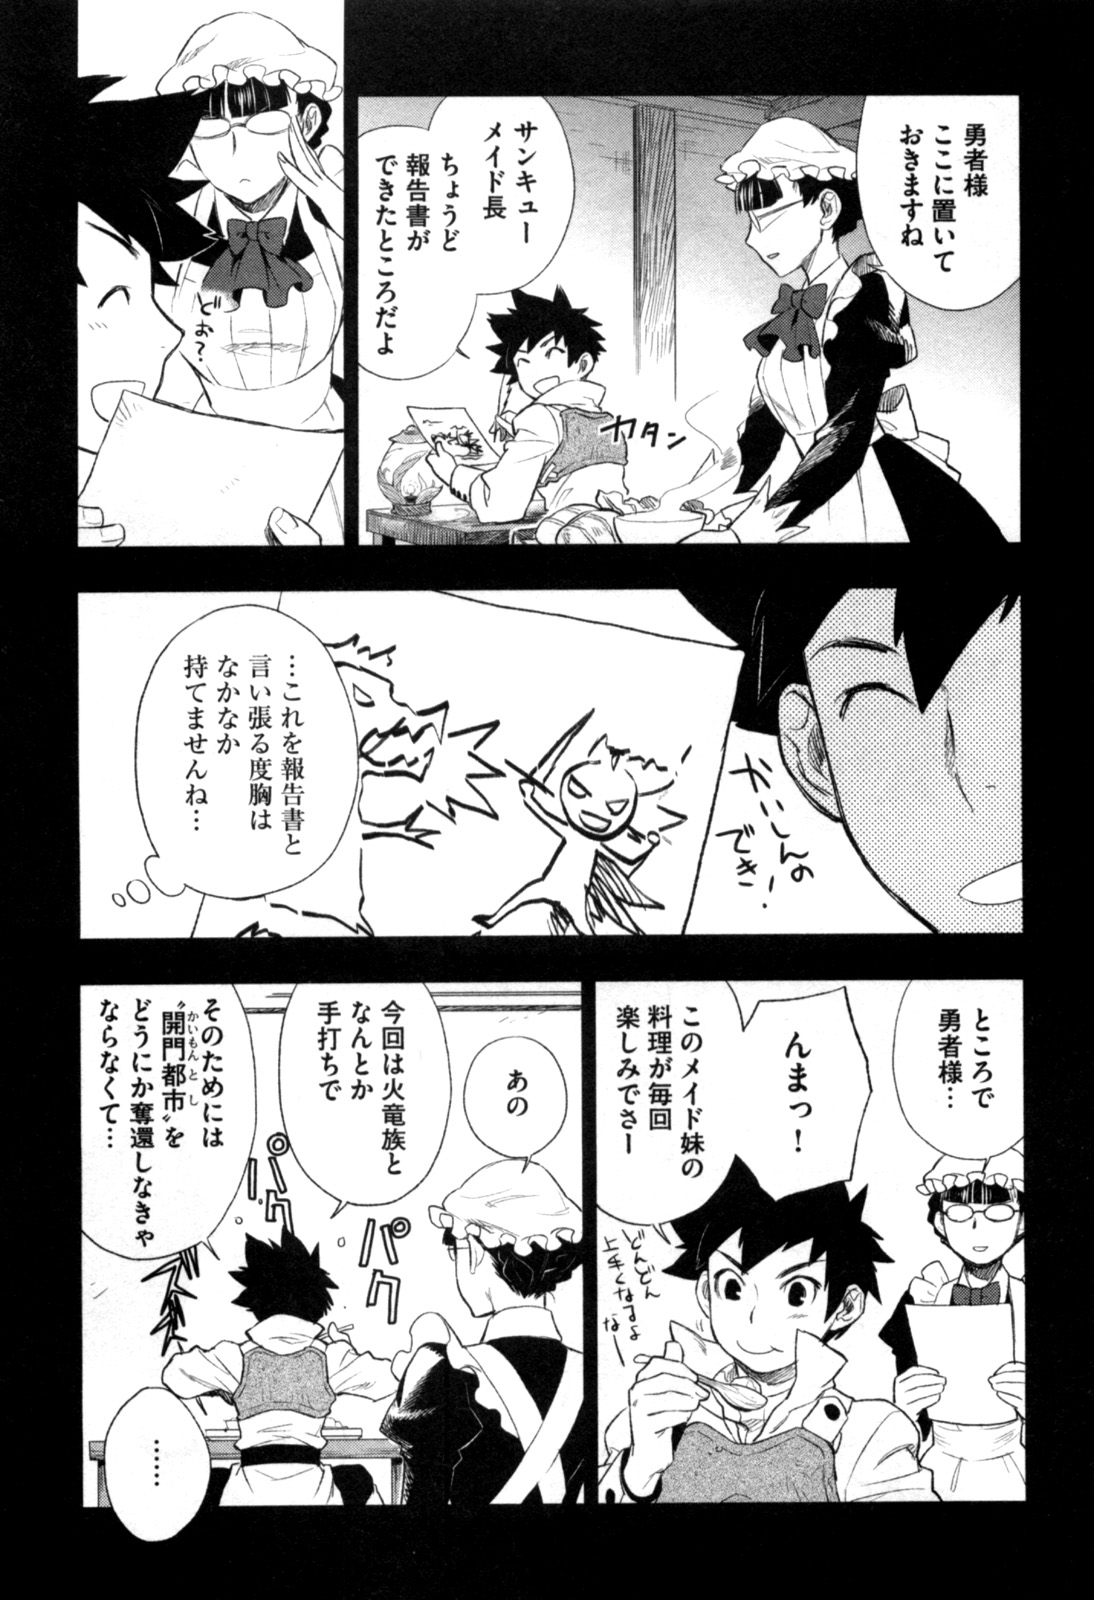 勇者様
ここに置いて
おきますね
サンキュー
メイド長
ちょうど
報告書が
できたところだよ
カタン
どお?
かいしんの
でき!
…これを報告書と
言い張る度胸は
なかなか
持てませんね…
ところで
勇者様…
んまっ!
このメイド妹の
料理が毎回
楽しみでさー
どんどん
上手くなるよ
なー
あの
今回は火竜族と
なんとか
手打ちで
パク
パク
そのためには
〝開門都市〟を
かいもんとし
どうにか奪還しなきゃ
ならなくて…
ズズズ
……